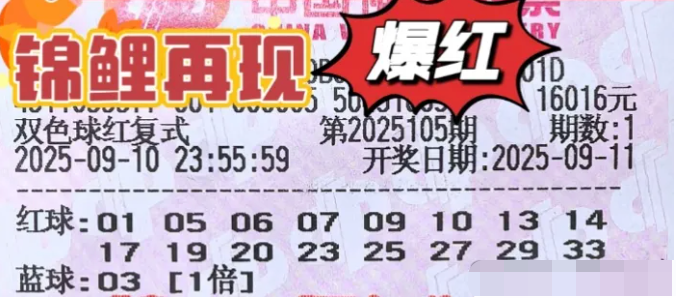 锦鲤再现
爆红
16016元
双色球红复式 第2025105期 期数:1
2025-09-10 23:55:59 开奖日期:2025-09-11
红球:01 05 06 07 09 10 13 14
17 19 20 23 25 27 29 33
蓝球:03 [1倍]